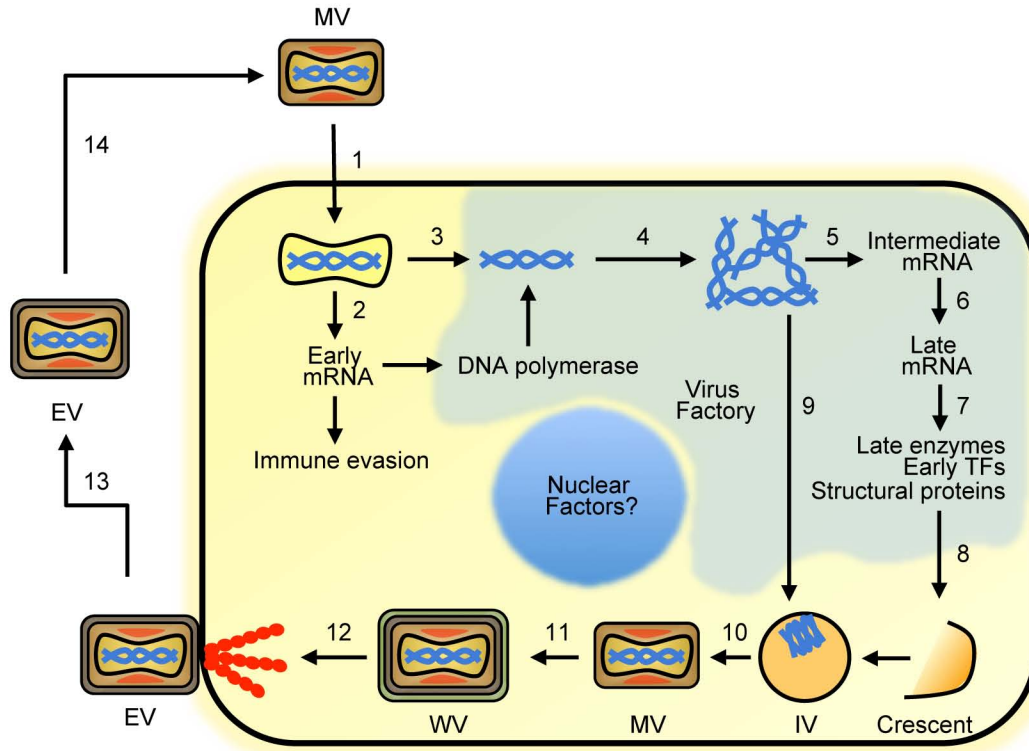 MV
14
1
3
4
5
Intermediate
mRNA
2
6
Early
mRNA
DNA polymerase
Late
mRNA
EV
Virus
Factory
9
7
Immune evasion
Late enzymes
Early TFs
Structural proteins
13
Nuclear
Factors?
8
12
11
10
EV
WV
MV
IV
Crescent